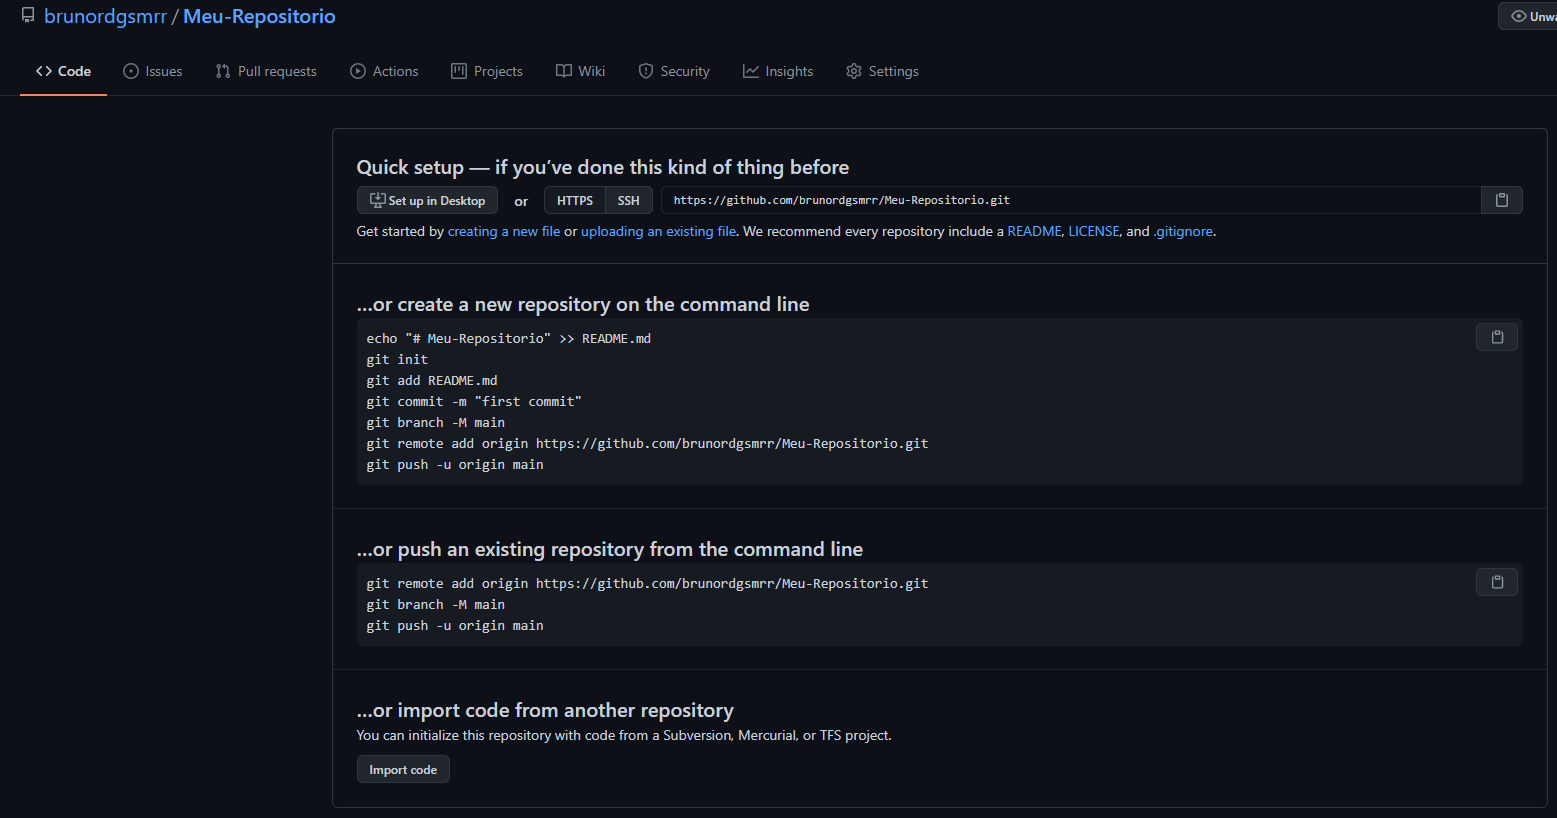 brunordgsmrr / Meu-Repositorio
Code Issues Pull requests Actions Projects Wiki Security Insights Settings
Quick setup — if you've done this kind of thing before
Set up in Desktop or HTTPS SSH https://github.com/brunordgsmrr/Meu-Repositorio.git
Get started by creating a new file or uploading an existing file. We recommend every repository include a README, LICENSE, and .gitignore.
…or create a new repository on the command line
echo "# Meu-Repositorio" >> README.md
git init
git add README.md
git commit -m "first commit"
git branch -M main
git remote add origin https://github.com/brunordgsmrr/Meu-Repositorio.git
git push -u origin main
…or push an existing repository from the command line
git remote add origin https://github.com/brunordgsmrr/Meu-Repositorio.git
git branch -M main
git push -u origin main
…or import code from another repository
You can initialize this repository with code from a Subversion, Mercurial, or TFS project.
Import code